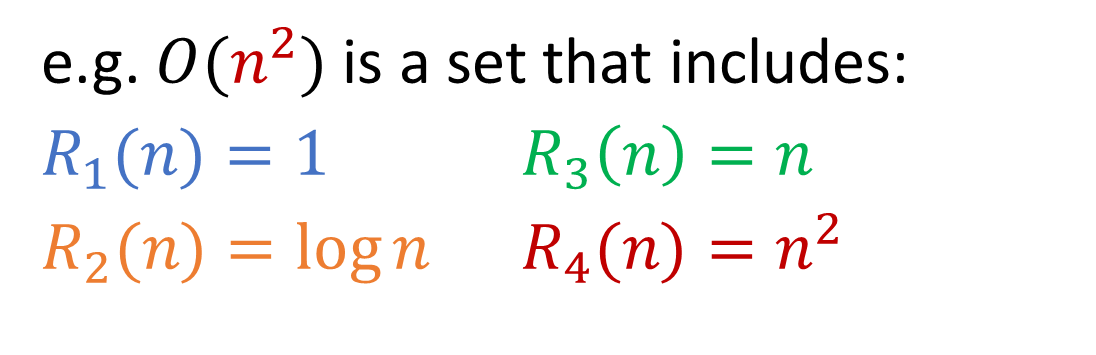 e.g. O(n²) is a set that includes:
R₁(n) = 1 R₃(n) = n
R₂(n) = log n R₄(n) = n²